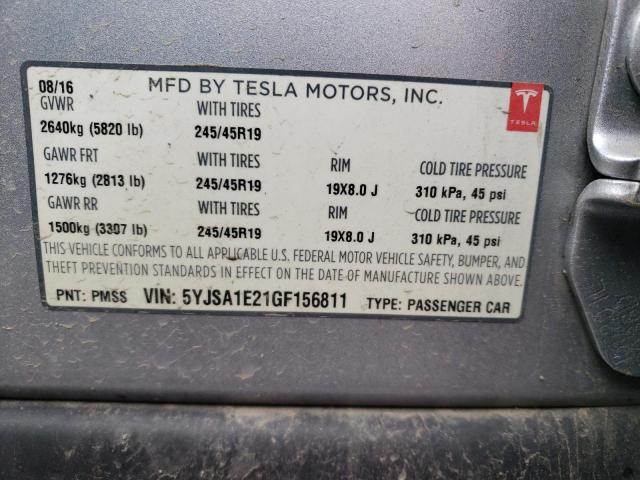 08/16 MFD BY TESLA MOTORS, INC.
GVWR WITH TIRES
2640kg (5820 lb) 245/45R19
TESLA
GAWR FRT WITH TIRES RIM COLD TIRE PRESSURE
1276kg (2813 lb) 245/45R19 19X8.0 J 310 kPa, 45 psi
GAWR RR WITH TIRES RIM COLD TIRE PRESSURE
1500kg (3307 lb) 245/45R19 19X8.0 J 310 kPa, 45 psi
THIS VEHICLE CONFORMS TO ALL APPLICABLE U.S. FEDERAL MOTOR VEHICLE SAFETY, BUMPER, AND
THEFT PREVENTION STANDARDS IN EFFECT ON THE DATE OF MANUFACTURE SHOWN ABOVE.
PNT: PMSS VIN: 5YJSA1E21GF156811 TYPE: PASSENGER CAR